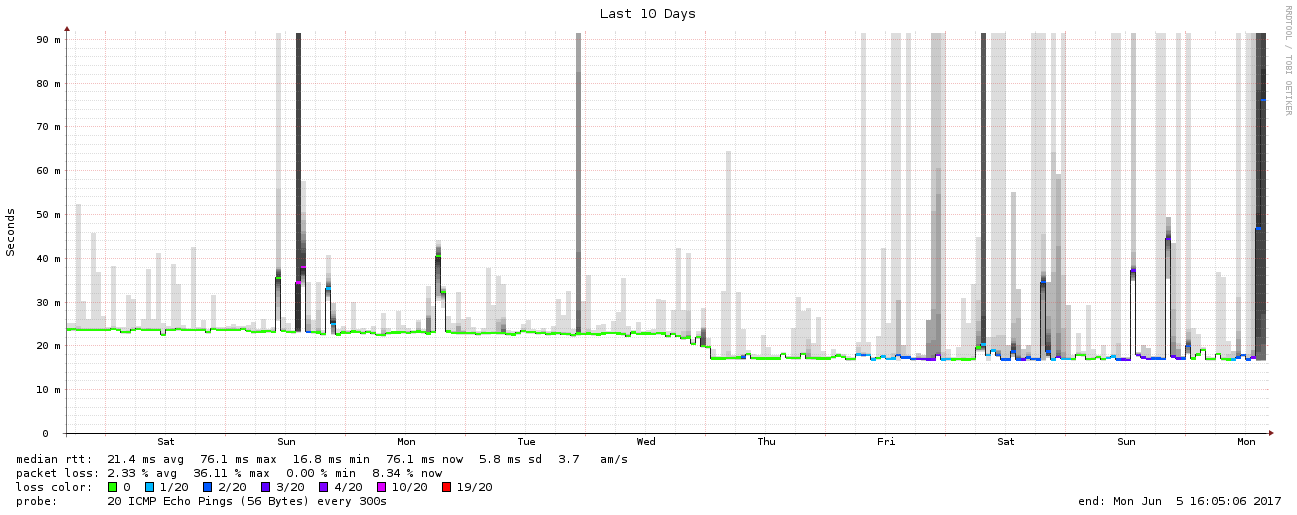 Last 10 Days
RRDTOOL / TOBI OETIKER
Seconds
90 m
80 m
70 m
60 m
50 m
40 m
30 m
20 m
10 m
0
Sat Sun Mon Tue Wed Thu Fri Sat Sun Mon
median rtt: 21.4 ms avg 76.1 ms max 16.8 ms min 76.1 ms now 5.8 ms sd 3.7 am/s
packet loss: 2.33 % avg 36.11 % max 0.00 % min 8.34 % now
loss color: 0 1/20 2/20 3/20 4/20 10/20 19/20
probe: 20 ICMP Echo Pings (56 Bytes) every 300s
end: Mon Jun 5 16:05:06 2017